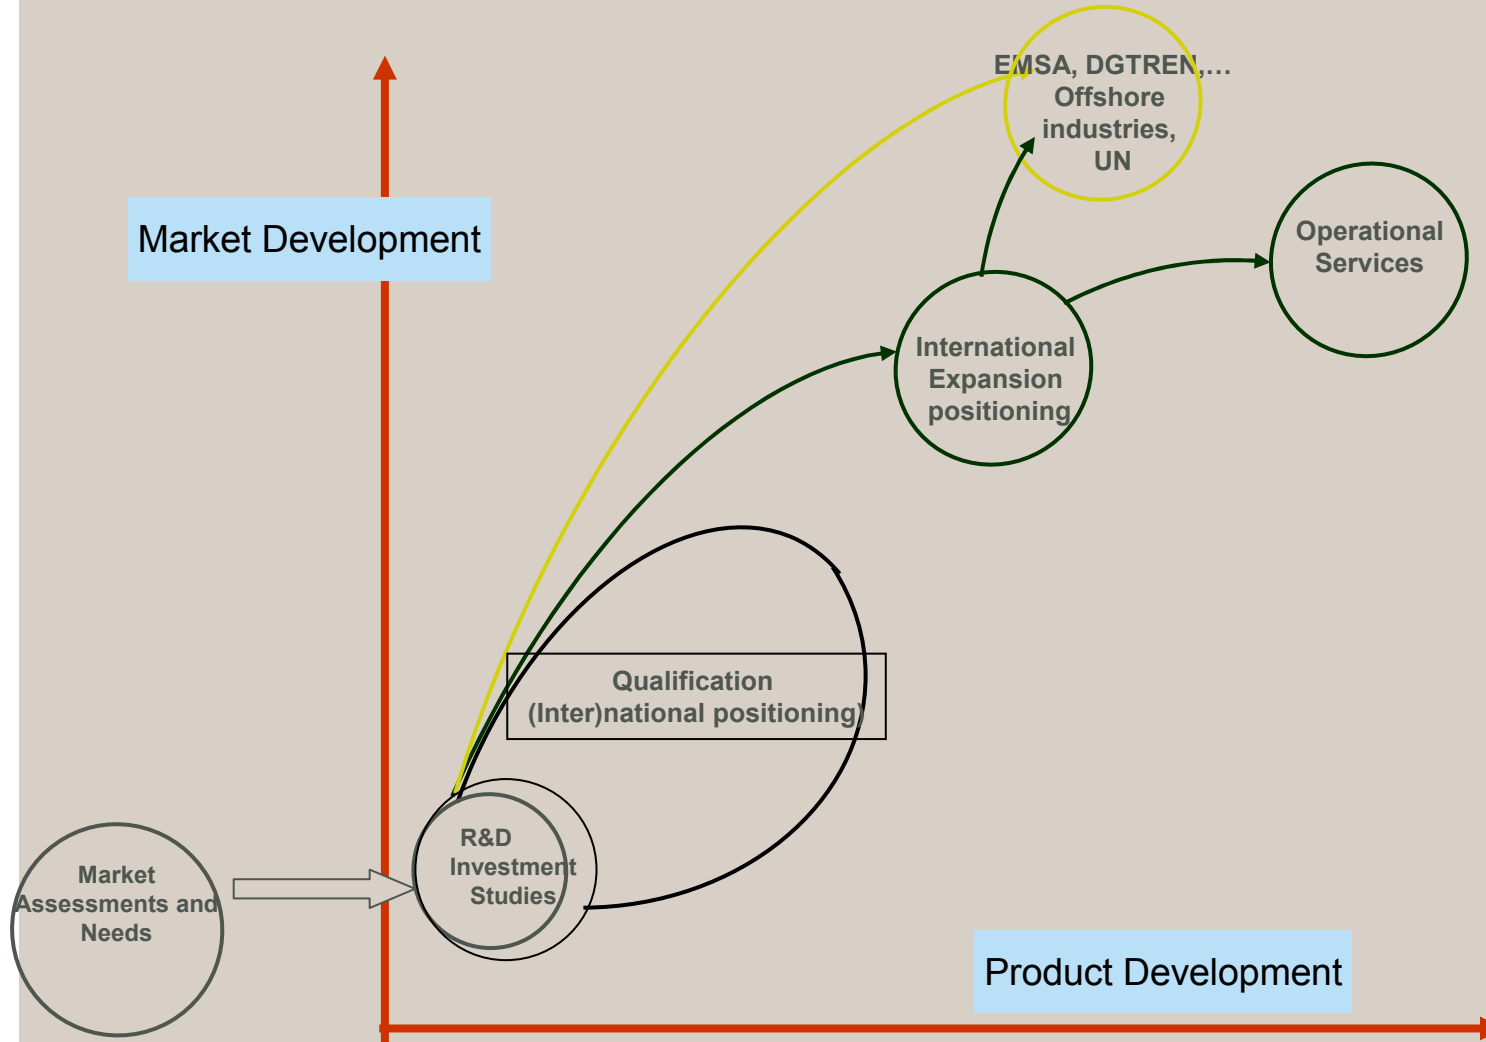 EMSA, DGTREN,...
Offshore
industries,
UN
Market Development
Operational
Services
International
Expansion
positioning
Qualification
(Inter)national positioning)
R&D
Investment
Studies
Market
Assessments and
Needs
Product Development